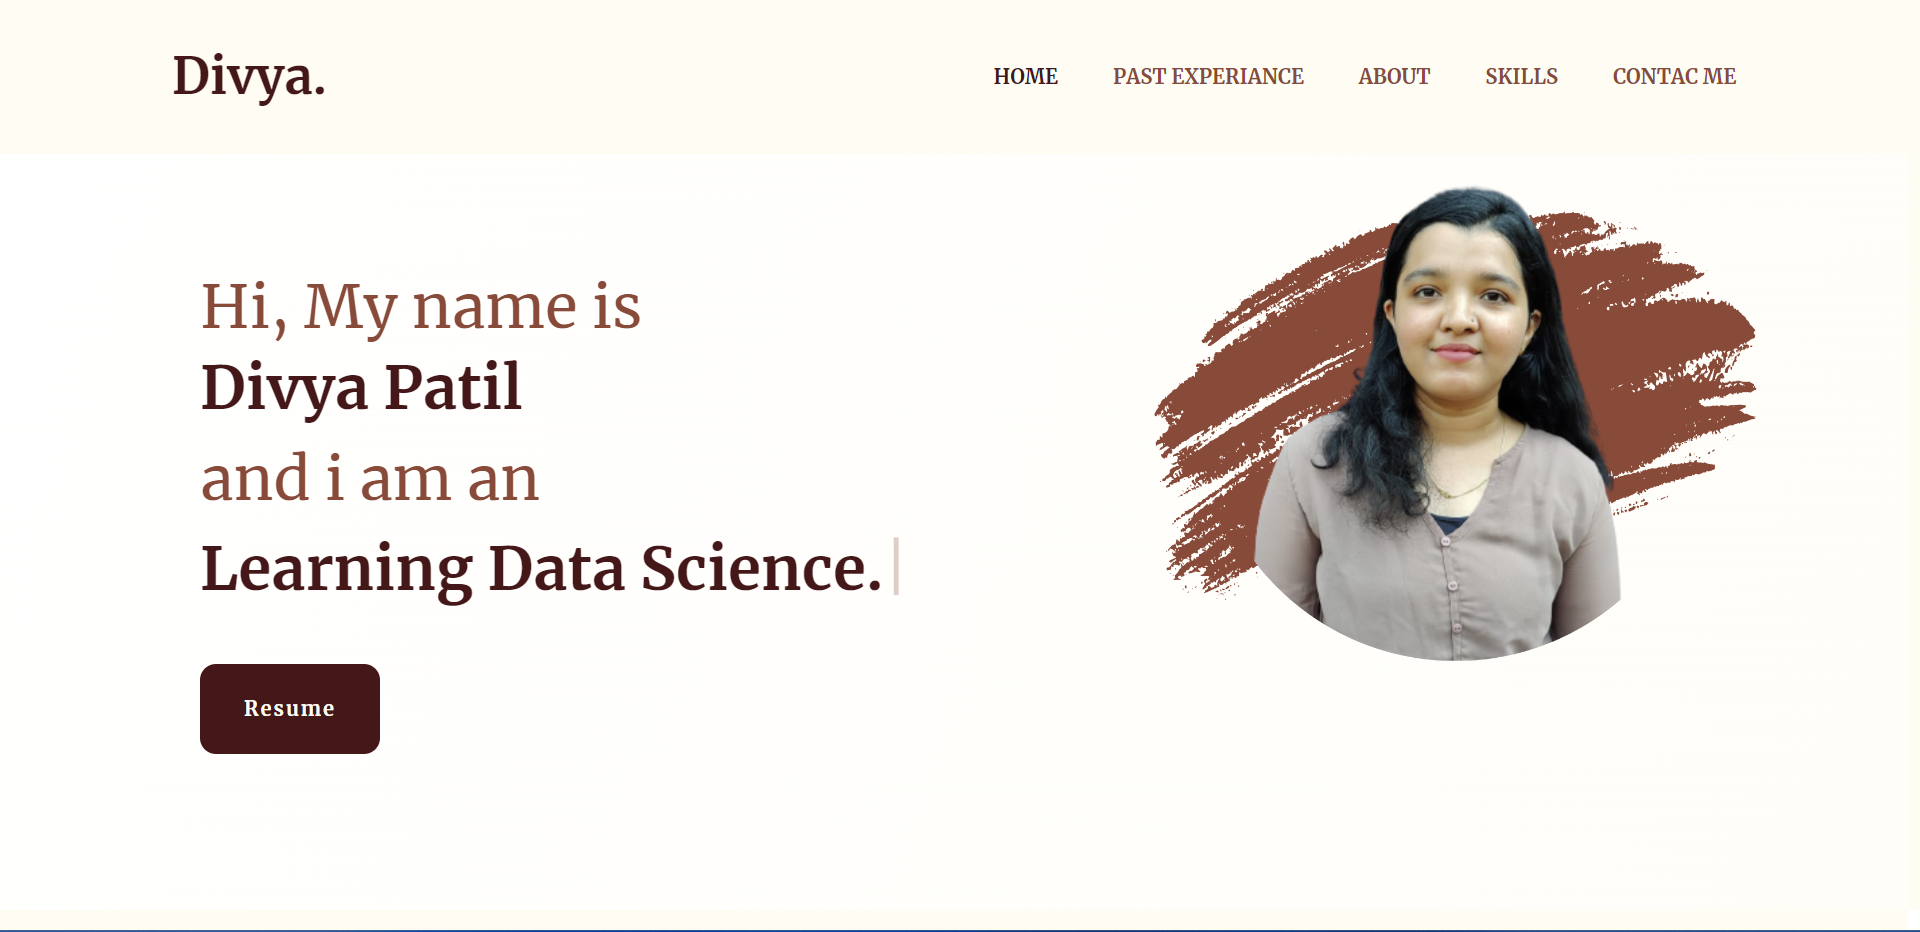 Divya.
HOME PAST EXPERIANCE ABOUT SKILLS CONTAC ME
Hi, My name is
Divya Patil
and i am an
Learning Data Science.
Resume